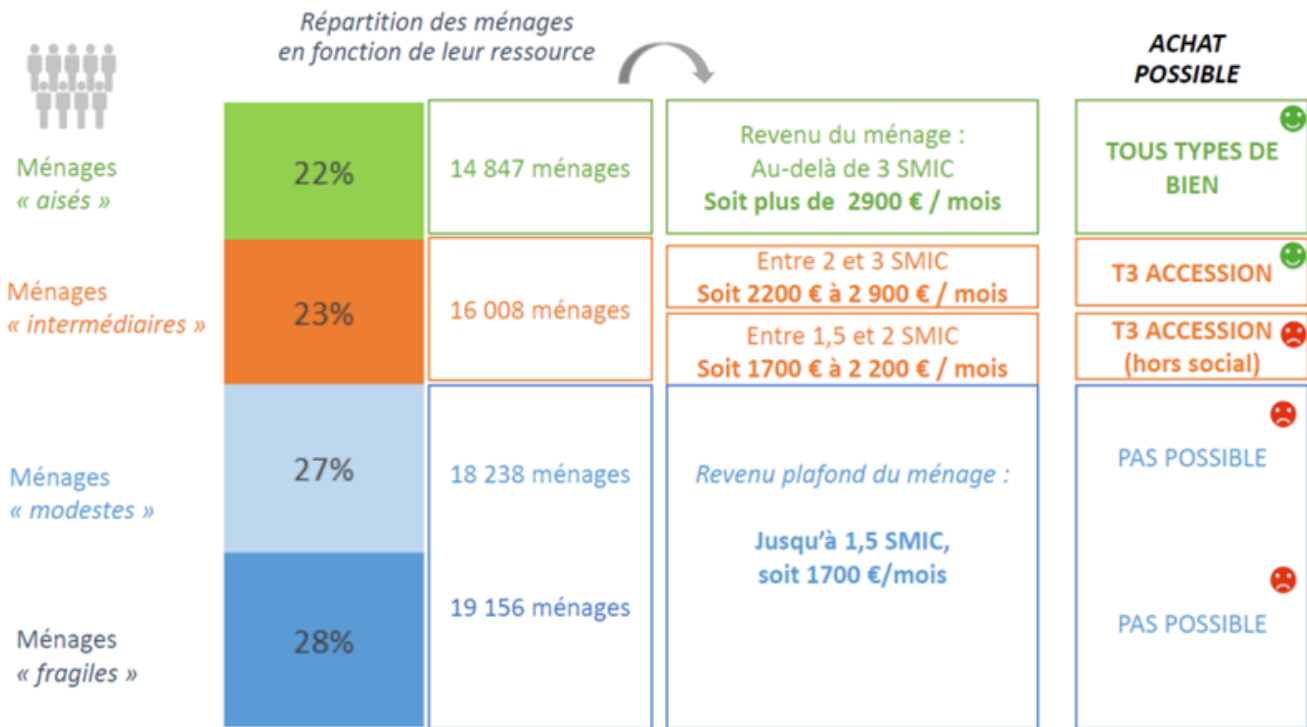 Répartition des ménages
en fonction de leur ressource
ACHAT
POSSIBLE
Ménages
« aisés »
22%
14 847 ménages
Revenu du ménage :
Au-delà de 3 SMIC
Soit plus de 2900 € / mois
TOUS TYPES DE
BIEN
Ménages
« intermédiaires »
23%
16 008 ménages
Entre 2 et 3 SMIC
Soit 2200 € à 2 900 € / mois
T3 ACCESSION
Entre 1,5 et 2 SMIC
Soit 1700 € à 2 200 € / mois
T3 ACCESSION
(hors social)
Ménages
« modestes »
27%
18 238 ménages
Revenu plafond du ménage :
Jusqu'à 1,5 SMIC,
soit 1700 €/mois
PAS POSSIBLE
Ménages
« fragiles »
28%
19 156 ménages
PAS POSSIBLE